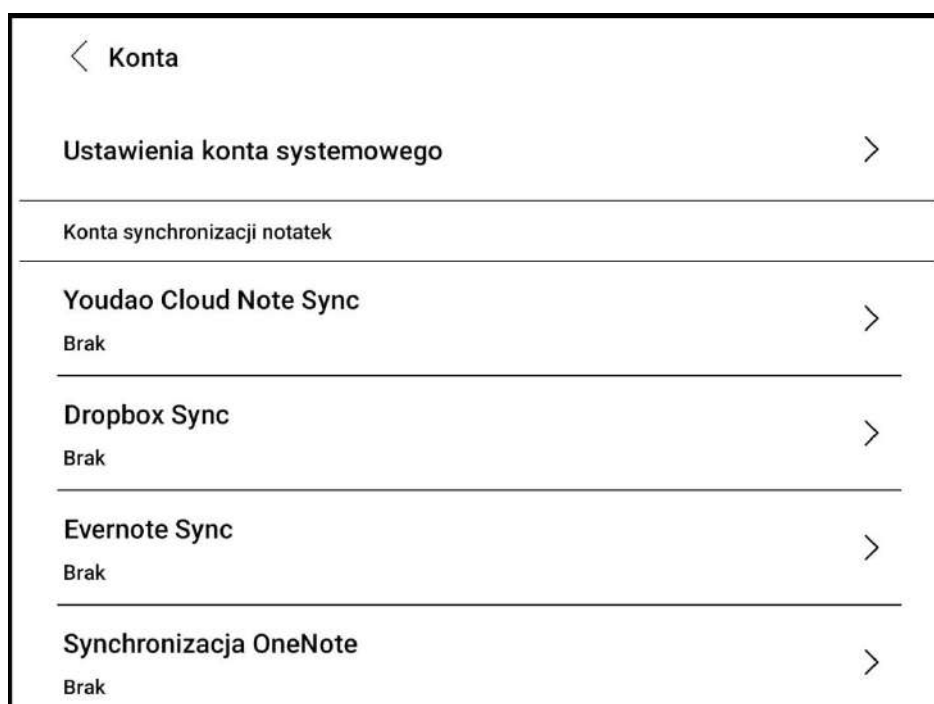 Konta
Ustawienia konta systemowego
Konta synchronizacji notatek
Youdao Cloud Note Sync
Brak
Dropbox Sync
Brak
Evernote Sync
Brak
Synchronizacja OneNote
Brak